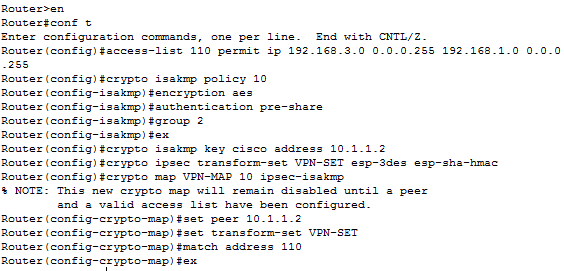 Router>en
Router#conf t
Enter configuration commands, one per line.  End with CNTL/Z.
Router(config)#access-list 110 permit ip 192.168.3.0 0.0.0.255 192.168.1.0 0.0.0
.255
Router(config)#crypto isakmp policy 10
Router(config-isakmp)#encryption aes
Router(config-isakmp)#authentication pre-share
Router(config-isakmp)#group 2
Router(config-isakmp)#ex
Router(config)#crypto isakmp key cisco address 10.1.1.2
Router(config)#crypto ipsec transform-set VPN-SET esp-3des esp-sha-hmac
Router(config)#crypto map VPN-MAP 10 ipsec-isakmp
% NOTE: This new crypto map will remain disabled until a peer
        and a valid access list have been configured.
Router(config-crypto-map)#set peer 10.1.1.2
Router(config-crypto-map)#set transform-set VPN-SET
Router(config-crypto-map)#match address 110
Router(config-crypto-map)#ex